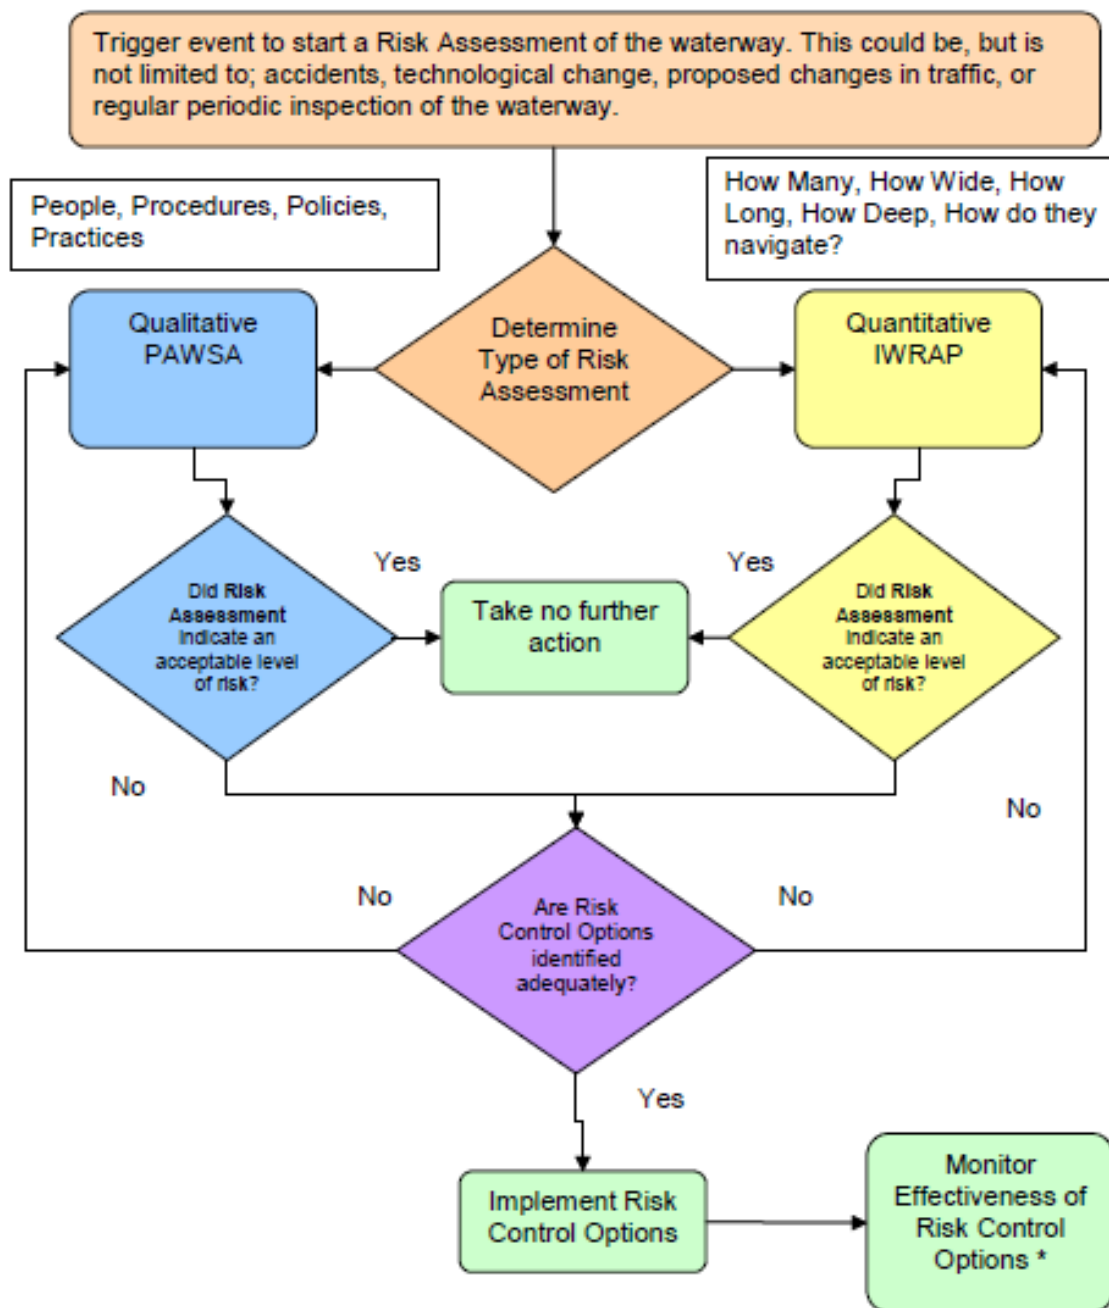 Trigger event to start a Risk Assessment of the waterway. This could be, but is
not limited to; accidents, technological change, proposed changes in traffic, or
regular periodic inspection of the waterway.
People, Procedures, Policies,
Practices
How Many, How Wide, How
Long, How Deep, How do they
navigate?
Qualitative
PAWSA
Determine
Type of Risk
Assessment
Quantitative
IWRAP
Did Risk
Assessment
indicate an
acceptable level
of risk?
Yes
Take no further
action
Yes
Did Risk
Assessment
indicate an
acceptable level
of risk?
No
No
No
Are Risk
Control Options
identified
adequately?
No
Yes
Implement Risk
Control Options
Monitor
Effectiveness of
Risk Control
Options *